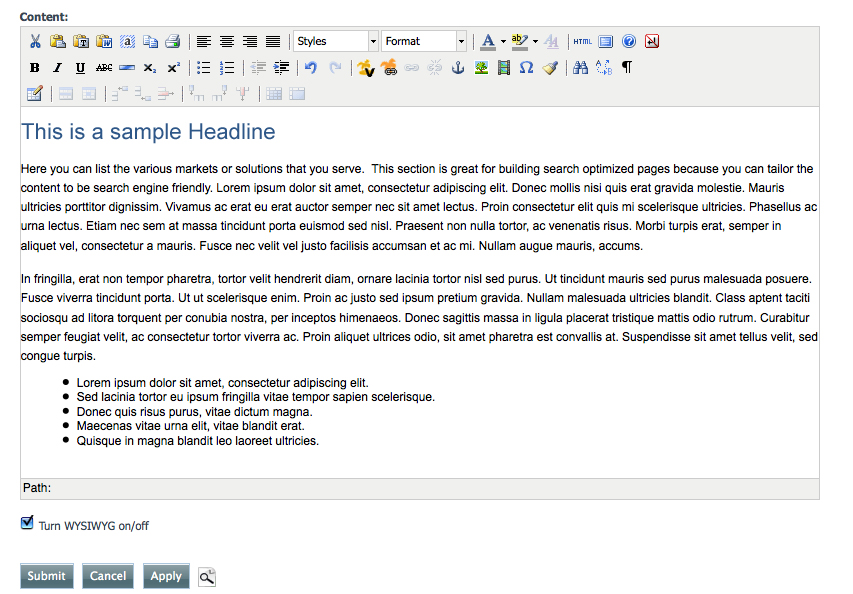 Content:
Styles Format A ab A HTML
B I U ABC X₂ X² Ω ¶
This is a sample Headline
Here you can list the various markets or solutions that you serve.  This section is great for building search optimized pages because you can tailor the
content to be search engine friendly. Lorem ipsum dolor sit amet, consectetur adipiscing elit. Donec mollis nisi quis erat gravida molestie. Mauris
ultricies porttitor dignissim. Vivamus ac erat eu erat auctor semper nec sit amet lectus. Proin consectetur elit quis mi scelerisque ultricies. Phasellus ac
urna lectus. Etiam nec sem at massa tincidunt porta euismod sed nisl. Praesent non nulla tortor, ac venenatis risus. Morbi turpis erat, semper in
aliquet vel, consectetur a mauris. Fusce nec velit vel justo facilisis accumsan et ac mi. Nullam augue mauris, accums.
In fringilla, erat non tempor pharetra, tortor velit hendrerit diam, ornare lacinia tortor nisl sed purus. Ut tincidunt mauris sed purus malesuada posuere.
Fusce viverra tincidunt porta. Ut ut scelerisque enim. Proin ac justo sed ipsum pretium gravida. Nullam malesuada ultricies blandit. Class aptent taciti
sociosqu ad litora torquent per conubia nostra, per inceptos himenaeos. Donec sagittis massa in ligula placerat tristique mattis odio rutrum. Curabitur
semper feugiat velit, ac consectetur tortor viverra ac. Proin aliquet ultrices odio, sit amet pharetra est convallis at. Suspendisse sit amet tellus velit, sed
congue turpis.
Lorem ipsum dolor sit amet, consectetur adipiscing elit.
Sed lacinia tortor eu ipsum fringilla vitae tempor sapien scelerisque.
Donec quis risus purus, vitae dictum magna.
Maecenas vitae urna elit, vitae blandit erat.
Quisque in magna blandit leo laoreet ultricies.
Path:
Turn WYSIWYG on/off
Submit Cancel Apply